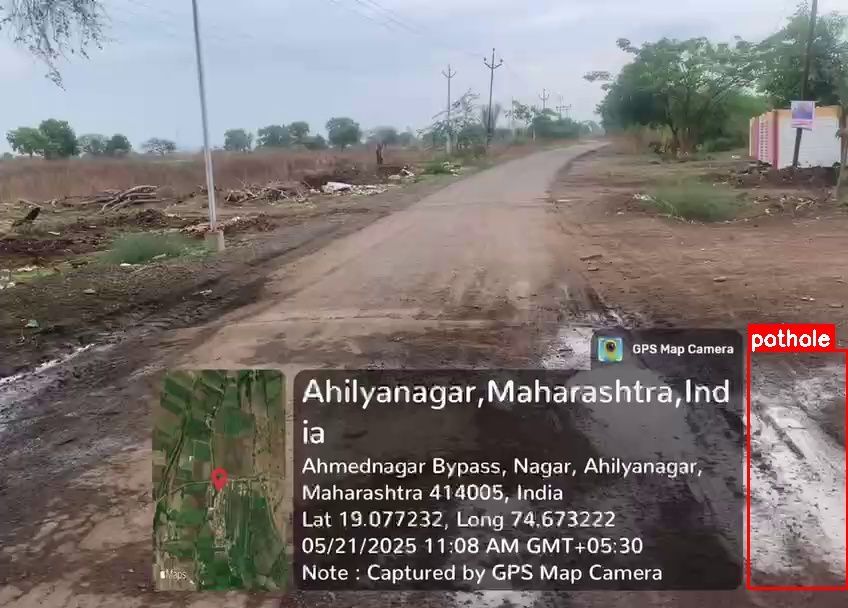 pothole
GPS Map Camera
Ahilyanagar,Maharashtra,Ind
ia
Ahmednagar Bypass, Nagar, Ahilyanagar,
Maharashtra 414005, India
Lat 19.077232, Long 74.673222
05/21/2025 11:08 AM GMT+05:30
Note : Captured by GPS Map Camera
Maps